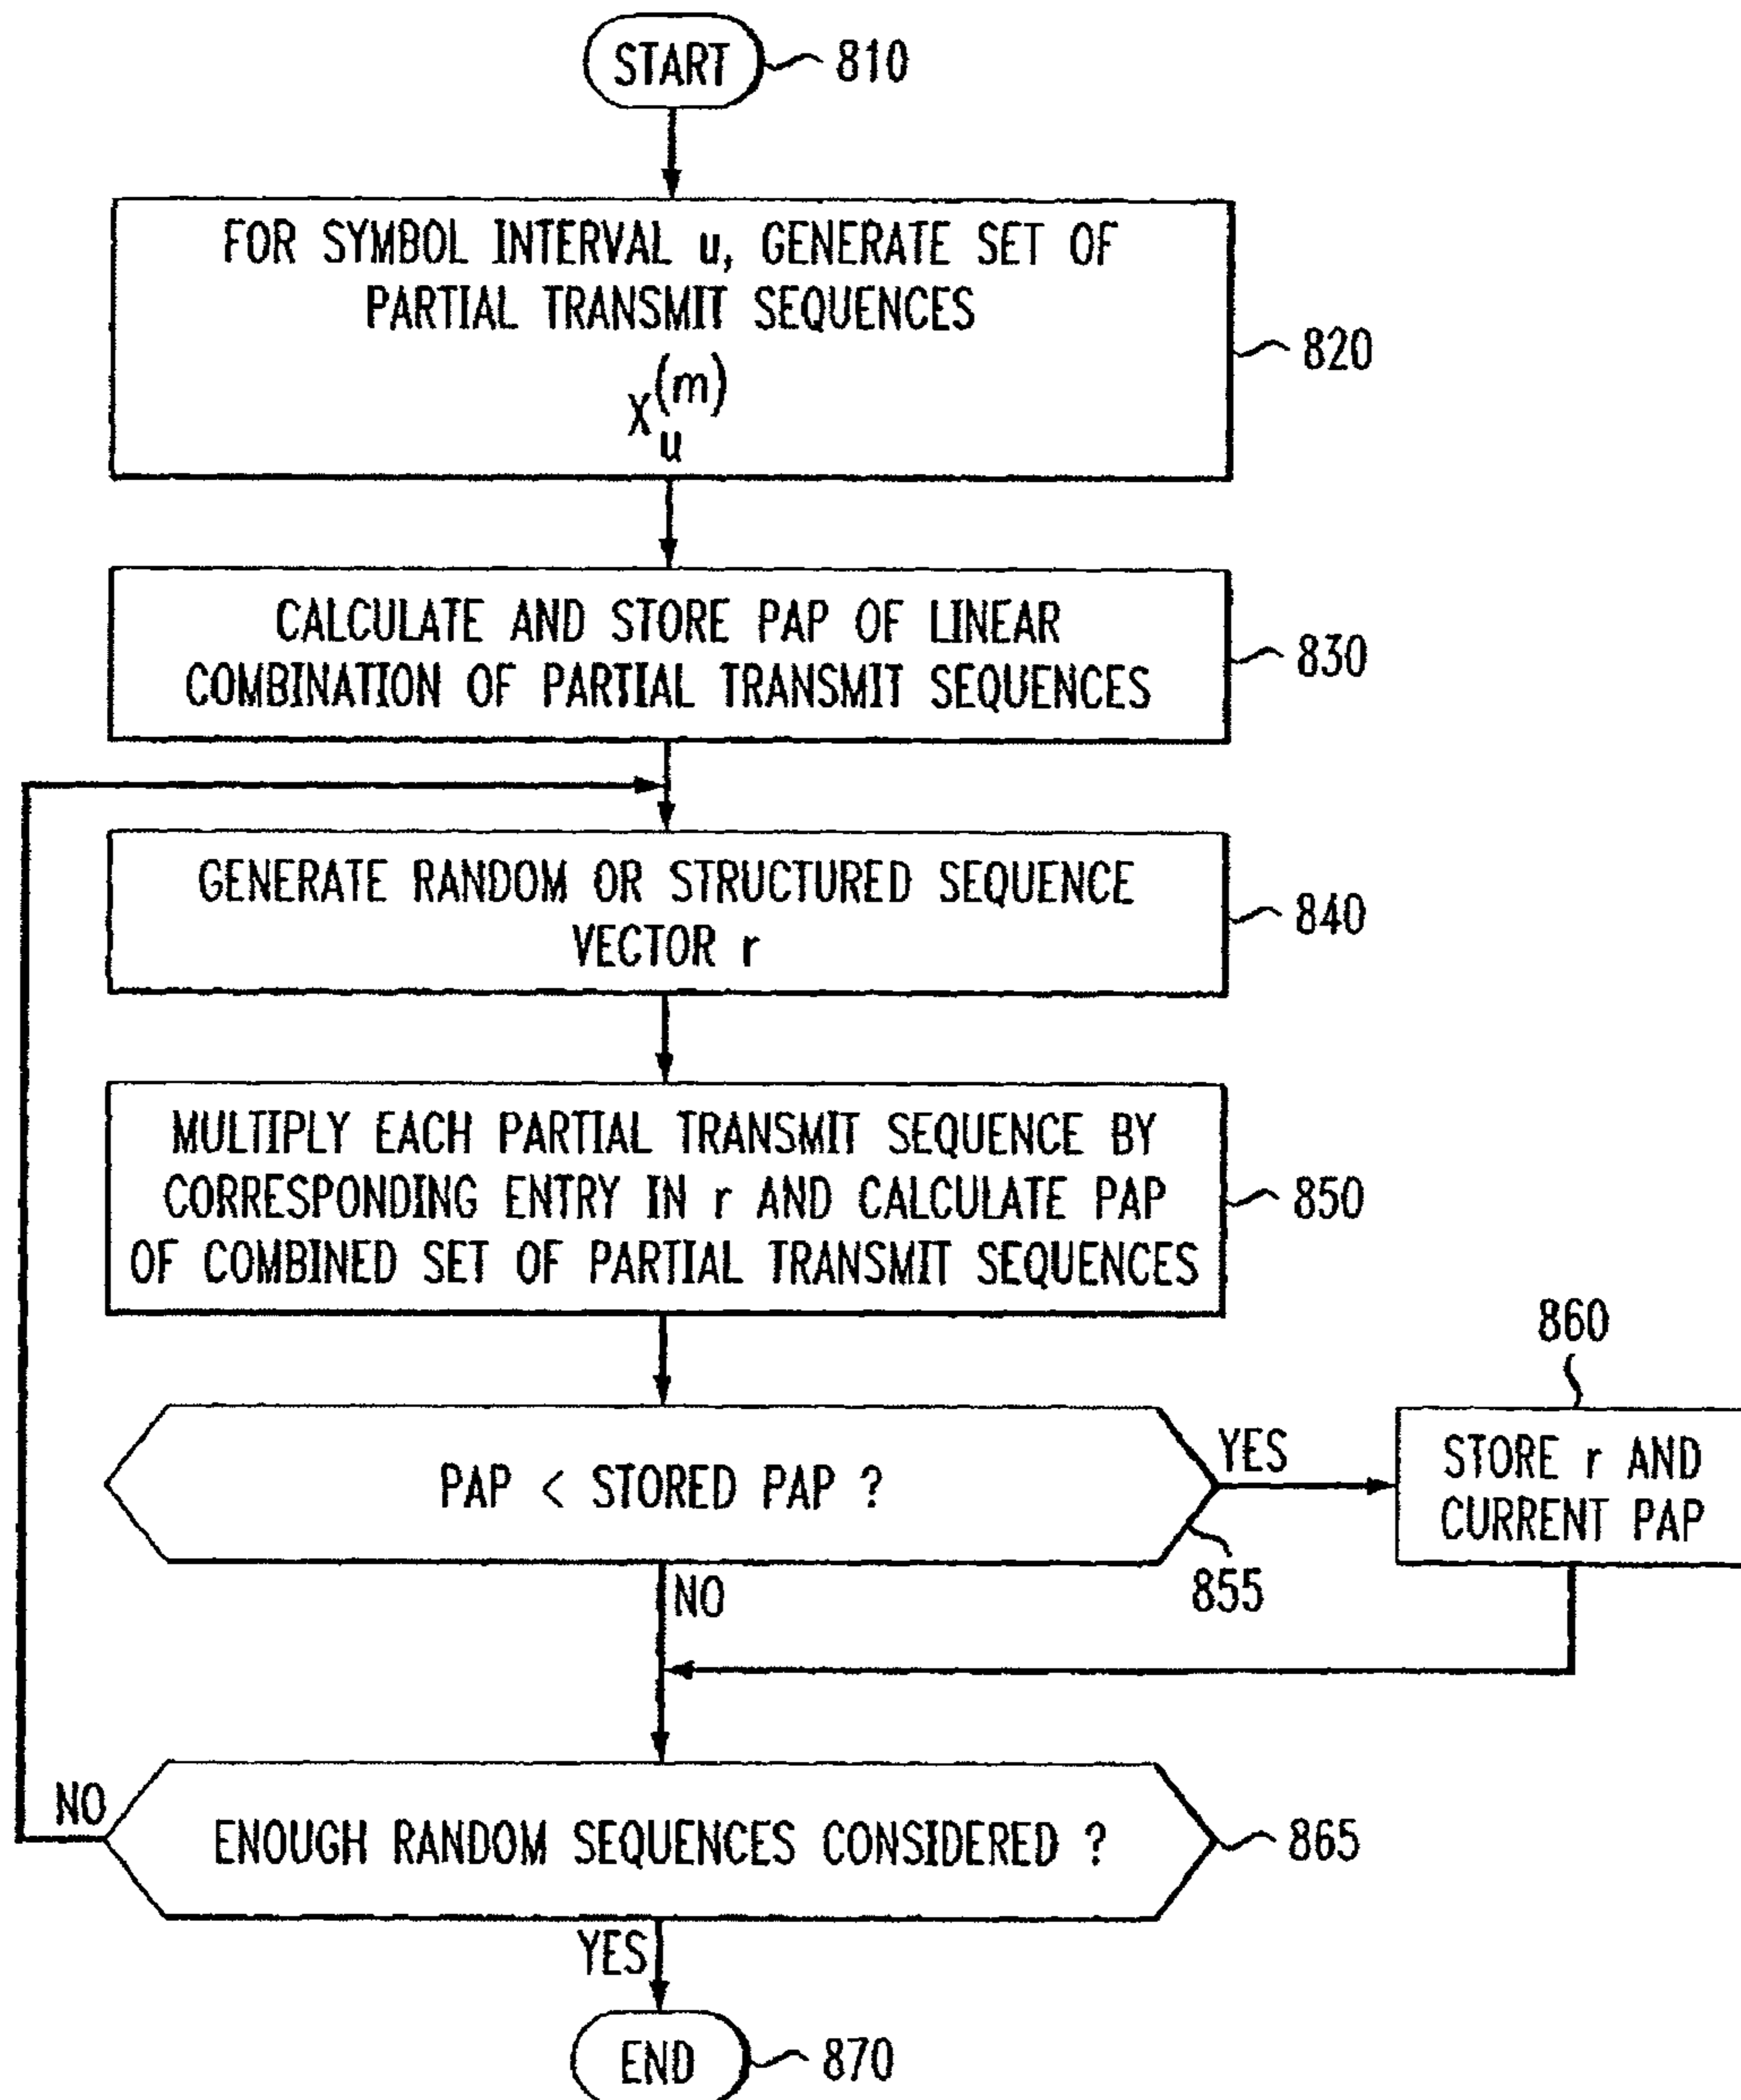 START
810
FOR SYMBOL INTERVAL u, GENERATE SET OF
PARTIAL TRANSMIT SEQUENCES
x_u^(m)
820
CALCULATE AND STORE PAP OF LINEAR
COMBINATION OF PARTIAL TRANSMIT SEQUENCES
830
GENERATE RANDOM OR STRUCTURED SEQUENCE
VECTOR r
840
MULTIPLY EACH PARTIAL TRANSMIT SEQUENCE BY
CORRESPONDING ENTRY IN r AND CALCULATE PAP
OF COMBINED SET OF PARTIAL TRANSMIT SEQUENCES
850
PAP < STORED PAP ?
855
YES
860
STORE r AND
CURRENT PAP
NO
ENOUGH RANDOM SEQUENCES CONSIDERED ?
865
NO
YES
END
870